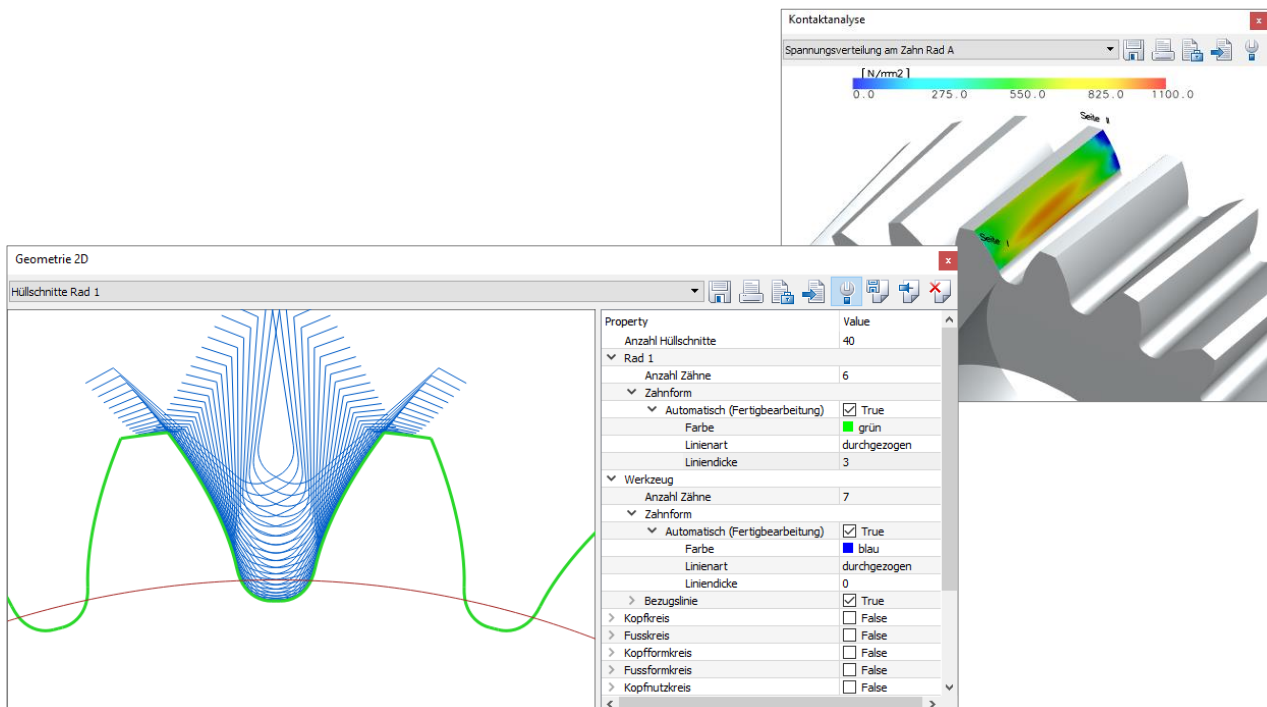 Kontaktanalyse
Spannungsverteilung am Zahn Rad A
[N/mm2]
0.0 275.0 550.0 825.0 1100.0
Seite II
Seite I
Geometrie 2D
Hüllschnitte Rad 1
Property Value
Anzahl Hüllschnitte 40
Rad 1
Anzahl Zähne 6
Zahnform
Automatisch (Fertigbearbeitung) True
Farbe grün
Linienart durchgezogen
Liniendicke 3
Werkzeug
Anzahl Zähne 7
Zahnform
Automatisch (Fertigbearbeitung) True
Farbe blau
Linienart durchgezogen
Liniendicke 0
Bezugslinie True
Kopfkreis False
Fusskreis False
Kopfformkreis False
Fussformkreis False
Kopfnutzkreis False